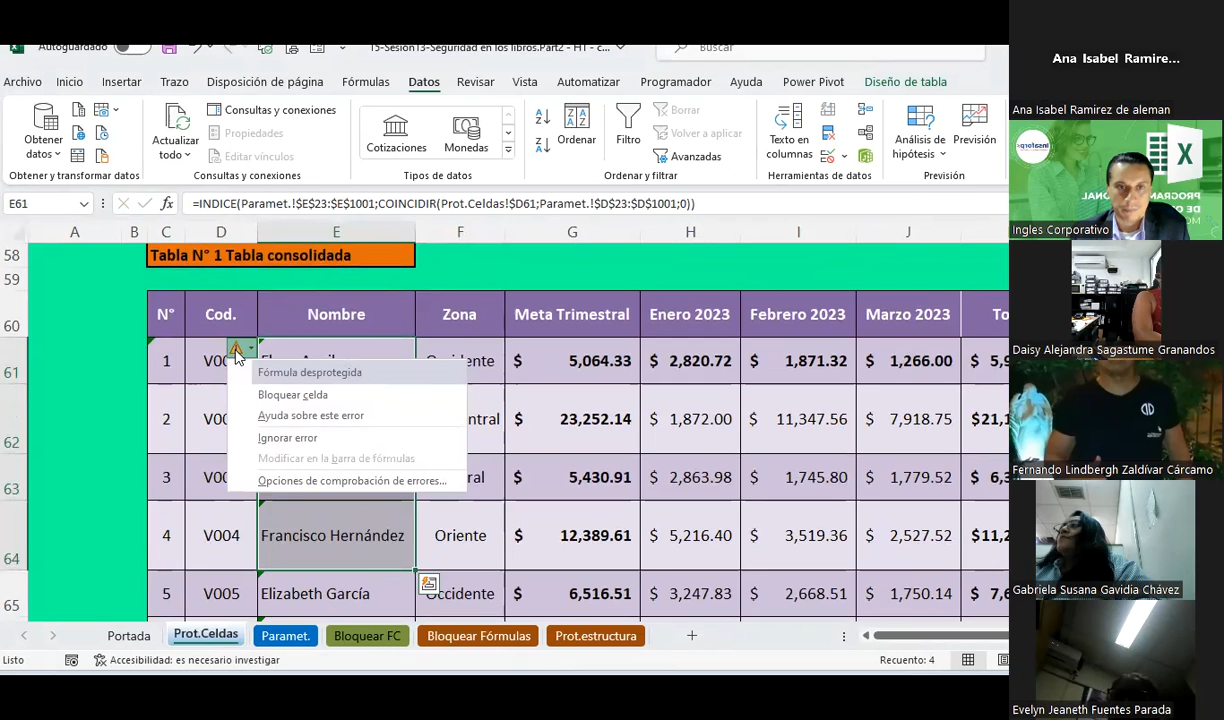 Autoguardado
15-Sesion13-Seguridad en los libros.Part2 - HT - c...
Buscar
Archivo Inicio Insertar Trazo Disposición de página Fórmulas Datos Revisar Vista Automatizar Programador Ayuda Power Pivot Diseño de tabla
Obtener datos
Actualizar todo
Consultas y conexiones
Propiedades
Editar vínculos
Cotizaciones
Monedas
Ordenar
Filtro
Borrar
Volver a aplicar
Avanzadas
Texto en columnas
Análisis de hipótesis
Previsión
Obtener y transformar datos
Consultas y conexiones
Tipos de datos
Ordenar y filtrar
Herramientas de datos
Previsión
E61
fx
=INDICE(Paramet.!$E$23:$E$1001;COINCIDIR(Prot.Celdas!$D61;Paramet.!$D$23:$D$1001;0))
A B C D E F G H I J
58 Tabla N° 1 Tabla consolidada
59
60 N° Cod. Nombre Zona Meta Trimestral Enero 2023 Febrero 2023 Marzo 2023 To
61 1 $ 5,064.33 $ 2,820.72 $ 1,871.32 $ 1,266.00
62 2 $ 23,252.14 $ 1,872.00 $ 11,347.56 $ 7,918.75 $21,
63 3 $ 5,430.91 $ 2,863.98 $ 1,745.80 $ 1,779.52
64 4 V004 Francisco Hernández Oriente $ 12,389.61 $ 5,216.40 $ 3,519.36 $ 2,527.52 $11,
65 5 V005 Elizabeth García $ 6,516.51 $ 3,247.83 $ 2,668.51 $ 1,750.14
Fórmula desprotegida
Bloquear celda
Ayuda sobre este error
Ignorar error
Modificar en la barra de fórmulas
Opciones de comprobación de errores...
Portada Prot.Celdas Paramet. Bloquear FC Bloquear Fórmulas Prot.estructura
Listo
Accesibilidad: es necesario investigar
Recuento: 4
Ana Isabel Ramire...
Ana Isabel Ramirez de aleman
Insaforp
X
Ingles Corporativo
Daisy Alejandra Sagastume Granandos
Fernando Lindbergh Zaldívar Cárcamo
Gabriela Susana Gavidia Chávez
Evelyn Jeaneth Fuentes Parada